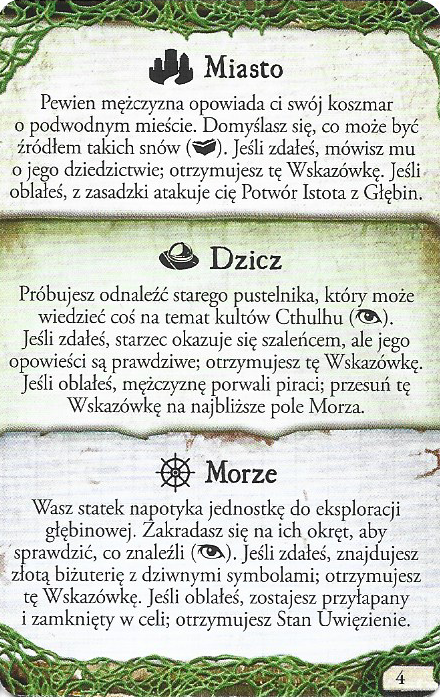 Miasto
Pewien mężczyzna opowiada ci swój koszmar
o podwodnym mieście. Domyślasz się, co może być
źródłem takich snów (). Jeśli zdałeś, mówisz mu
o jego dziedzictwie; otrzymujesz tę Wskazówkę. Jeśli
oblałeś, z zasadzki atakuje cię Potwór Istota z Głębin.
Dzicz
Próbujesz odnaleźć starego pustelnika, który może
wiedzieć coś na temat kultów Cthulhu ().
Jeśli zdałeś, starzec okazuje się szaleńcem, ale jego
opowieści są prawdziwe; otrzymujesz tę Wskazówkę.
Jeśli oblałeś, mężczyznę porwali piraci; przesuń tę
Wskazówkę na najbliższe pole Morza.
Morze
Wasz statek napotyka jednostkę do eksploracji
głębinowej. Zakradasz się na ich okręt, aby
sprawdzić, co znaleźli (). Jeśli zdałeś, znajdujesz
złotą biżuterię z dziwnymi symbolami; otrzymujesz
tę Wskazówkę. Jeśli oblałeś, zostajesz przyłapany
i zamknięty w celi; otrzymujesz Stan Uwięzienie.
4